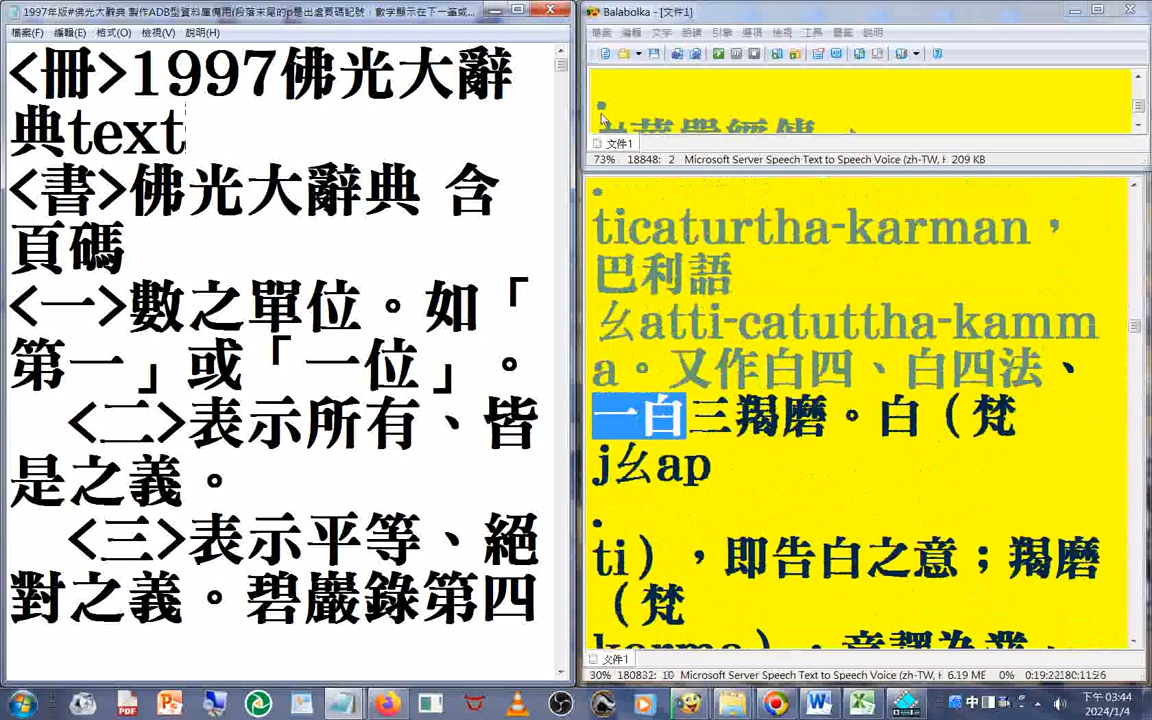 1997年版#佛光大辭典 製作ADB型資料庫備用(段落末尾的p是出處頁碼記號，數字顯示在下一筆或...
檔案(F) 編輯(E) 格式(O) 檢視(V) 說明(H)
<冊>1997佛光大辭
典text
<書>佛光大辭典 含
頁碼
<一>數之單位。如「
第一」或「一位」。
<二>表示所有、皆
是之義。
<三>表示平等、絕
對之義。碧巖錄第四
Balabolka - [文件1]
檔案 編輯 文字 朗讀 引擎 選項 檢視 工具 書籤 說明
文件1
73% 18848: 2 Microsoft Server Speech Text to Speech Voice (zh-TW, H 209 KB
ticaturtha-karman，
巴利語
ㄠatti-catuttha-kamm
a。又作白四、白四法、
一白三羯磨。白（梵
jㄠap
ti），即告白之意；羯磨
（梵
karma），意譯為業、
文件1
30% 180832: 10 Microsoft Server Speech Text to Speech Voice (zh-TW, H 6.19 ME 0%
下午 03:44
2024/1/4